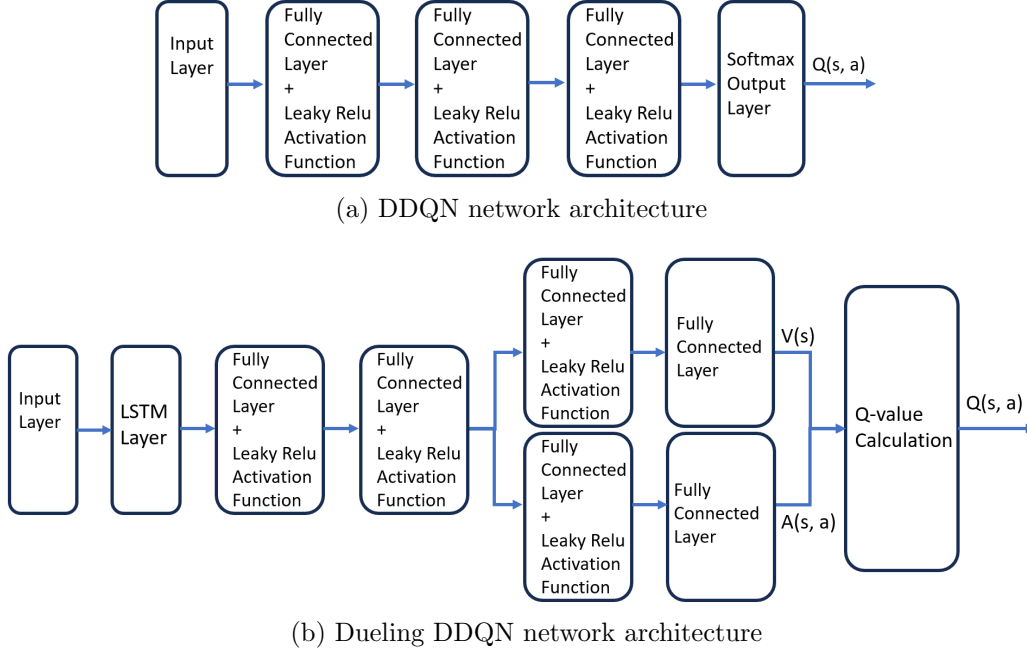 Input
Layer
Fully
Connected
Layer
+
Leaky Relu
Activation
Function
Fully
Connected
Layer
+
Leaky Relu
Activation
Function
Fully
Connected
Layer
+
Leaky Relu
Activation
Function
Softmax
Output
Layer
Q(s, a)
(a) DDQN network architecture
Input
Layer
LSTM
Layer
Fully
Connected
Layer
+
Leaky Relu
Activation
Function
Fully
Connected
Layer
+
Leaky Relu
Activation
Function
Fully
Connected
Layer
+
Leaky Relu
Activation
Function
Fully
Connected
Layer
V(s)
Fully
Connected
Layer
+
Leaky Relu
Activation
Function
Fully
Connected
Layer
A(s, a)
Q-value
Calculation
Q(s, a)
(b) Dueling DDQN network architecture